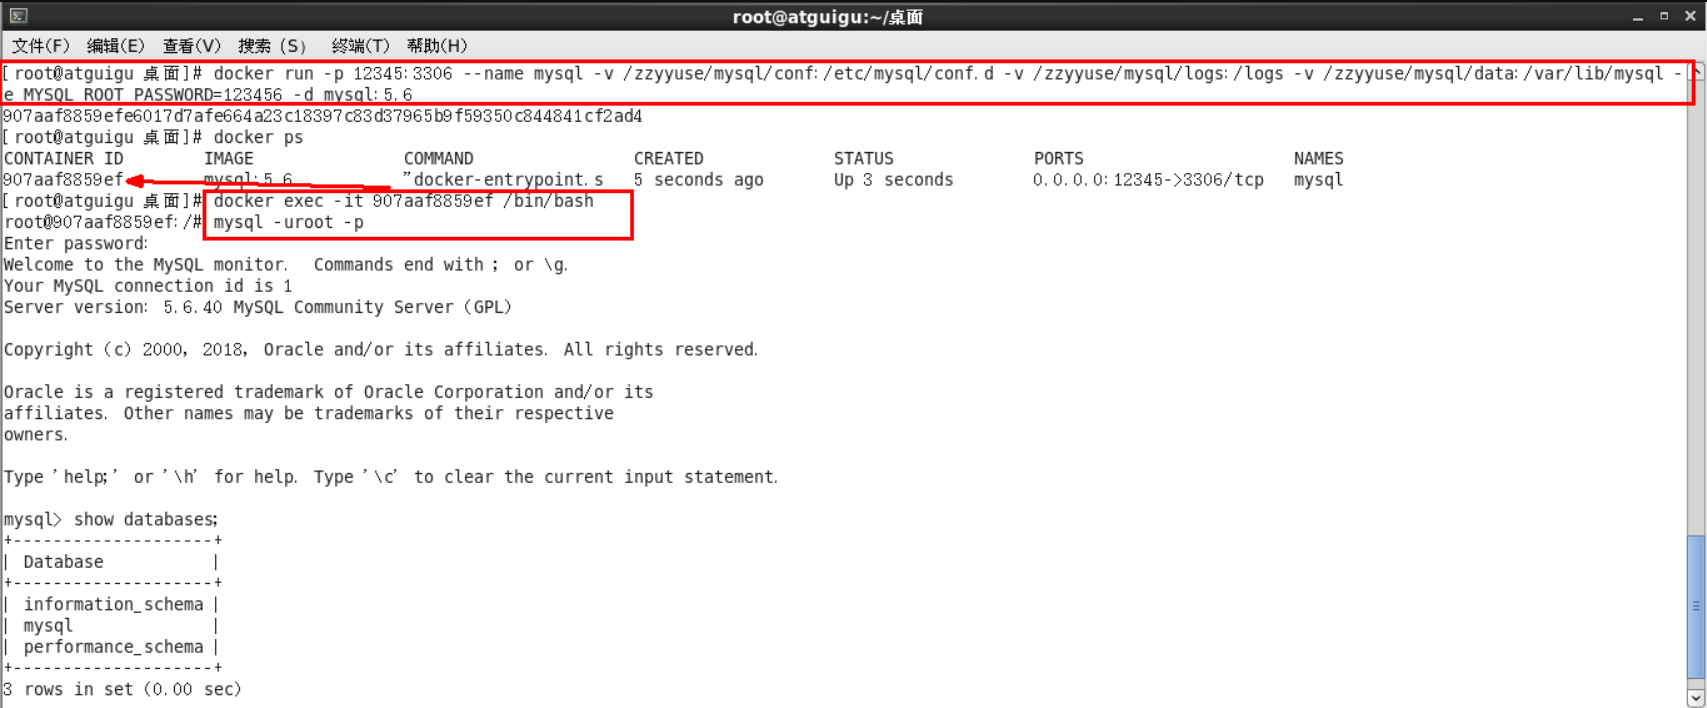 root@atguigu:~/桌面
文件(F) 编辑(E) 查看(V) 搜索 (S) 终端(T) 帮助(H)
[root@atguigu 桌面]# docker run -p 12345:3306 --name mysql -v /zzyyuse/mysql/conf:/etc/mysql/conf.d -v /zzyyuse/mysql/logs:/logs -v /zzyyuse/mysql/data:/var/lib/mysql -
e MYSQL_ROOT_PASSWORD=123456 -d mysql:5.6
907aaf8859efe6017d7afe664a23c18397c83d37965b9f59350c844841cf2ad4
[root@atguigu 桌面]# docker ps
CONTAINER ID IMAGE COMMAND CREATED STATUS PORTS NAMES
907aaf8859ef mysql:5.6 "docker-entrypoint.s 5 seconds ago Up 3 seconds 0.0.0.0:12345->3306/tcp mysql
[root@atguigu 桌面]# docker exec -it 907aaf8859ef /bin/bash
root@907aaf8859ef:/# mysql -uroot -p
Enter password:
Welcome to the MySQL monitor.  Commands end with ; or \g.
Your MySQL connection id is 1
Server version: 5.6.40 MySQL Community Server (GPL)
Copyright (c) 2000, 2018, Oracle and/or its affiliates. All rights reserved.
Oracle is a registered trademark of Oracle Corporation and/or its
affiliates. Other names may be trademarks of their respective
owners.
Type 'help;' or '\h' for help. Type '\c' to clear the current input statement.
mysql> show databases;
+--------------------+
| Database           |
+--------------------+
| information_schema |
| mysql              |
| performance_schema |
+--------------------+
3 rows in set (0.00 sec)